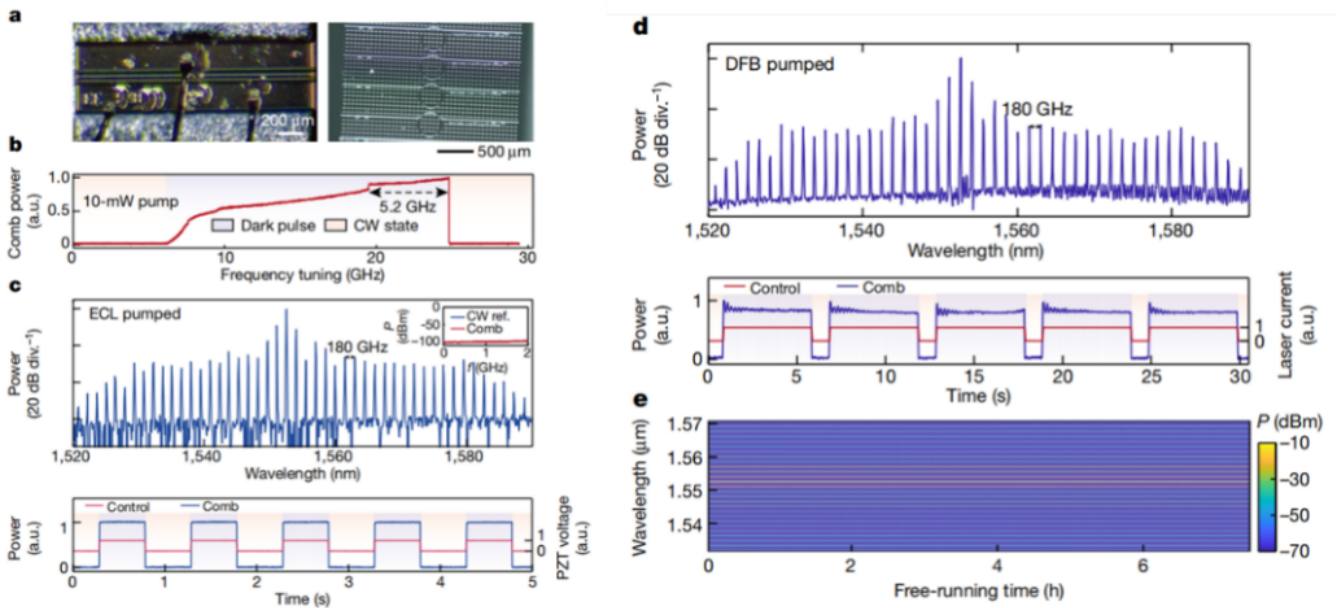 a
200 μm
500 μm
b
Comb power
(a.u.)
1.0
0.5
0
10-mW pump
5.2 GHz
Dark pulse
CW state
0
10
20
30
Frequency tuning (GHz)
c
Power
(20 dB div.⁻¹)
ECL pumped
180 GHz
P
(dBm)
0
−50
−100
CW ref.
Comb
0
1
2
f (GHz)
1,520
1,540
1,560
1,580
Wavelength (nm)
Power
(a.u.)
1
0
Control
Comb
1
0
PZT voltage
(a.u.)
0
1
2
3
4
5
Time (s)
d
Power
(20 dB div.⁻¹)
DFB pumped
180 GHz
1,520
1,540
1,560
1,580
Wavelength (nm)
Power
(a.u.)
1
0
Control
Comb
1
0
Laser current
(a.u.)
0
5
10
15
20
25
30
Time (s)
e
Wavelength (μm)
1.57
1.56
1.55
1.54
0
2
4
6
Free-running time (h)
P (dBm)
−10
−30
−50
−70